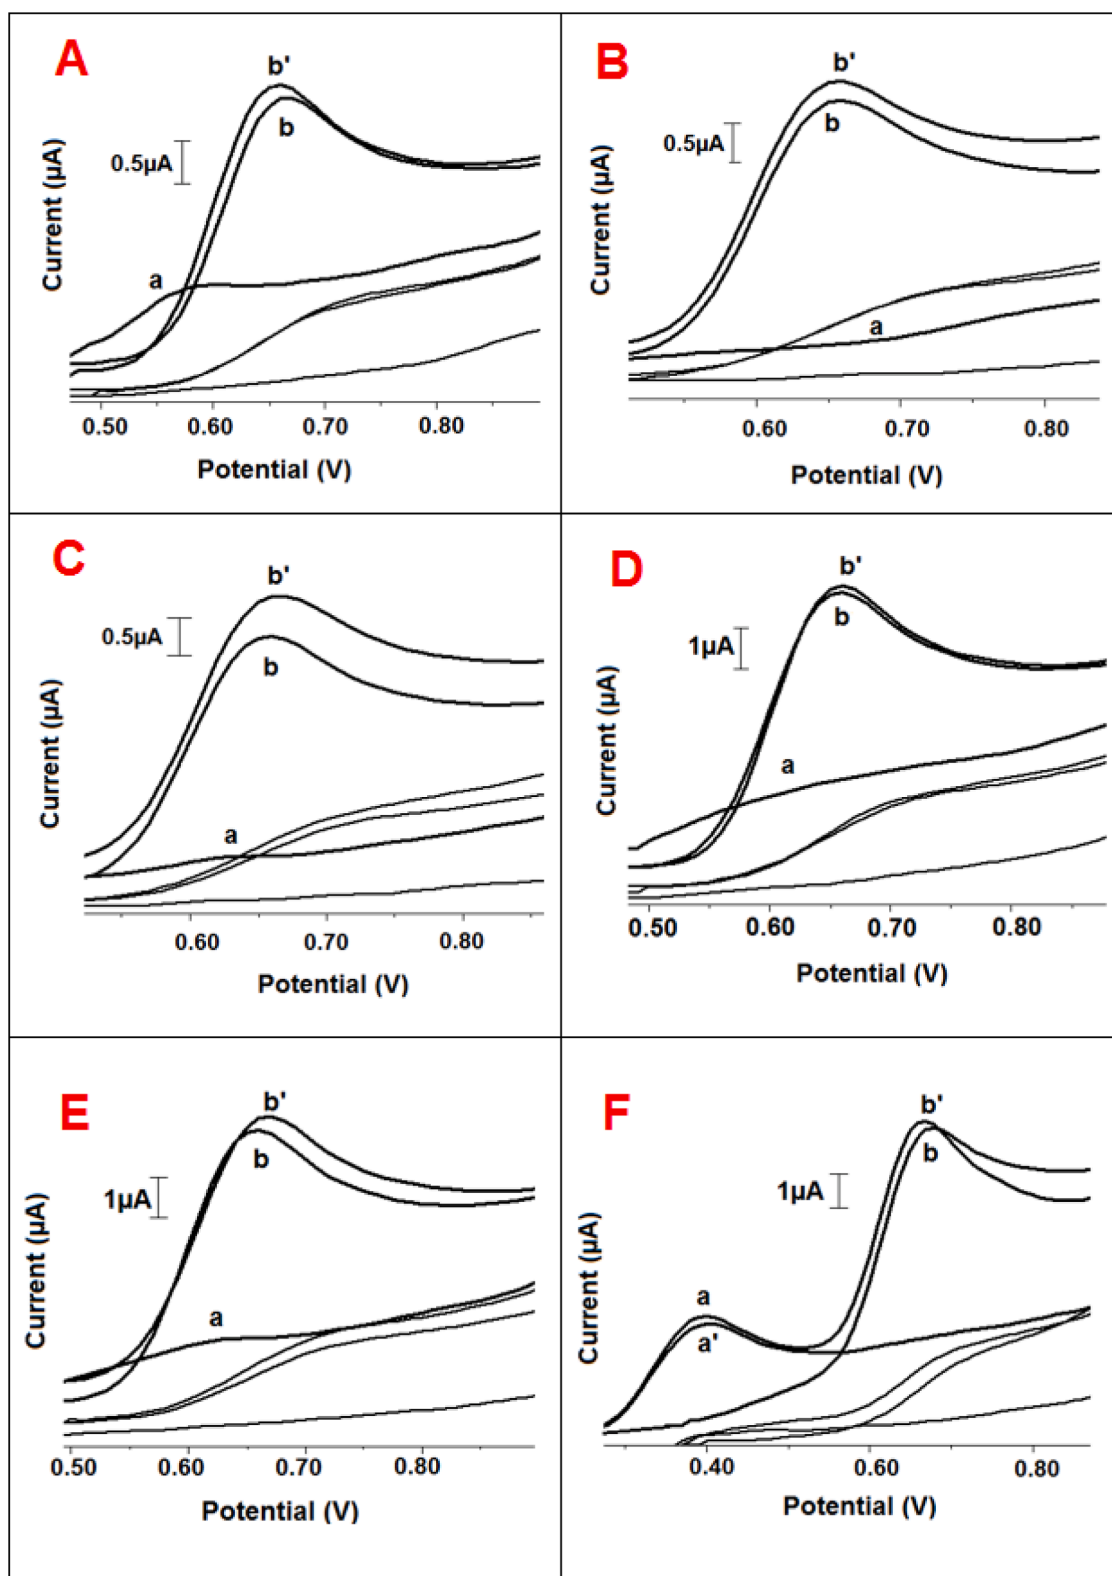 A
b'
b
0.5μA
a
Current (μA)
0.50 0.60 0.70 0.80
Potential (V)
B
b'
b
0.5μA
a
Current (μA)
0.60 0.70 0.80
Potential (V)
C
b'
0.5μA
b
a
Current (μA)
0.60 0.70 0.80
Potential (V)
D
b'
b
1μA
a
Current (μA)
0.50 0.60 0.70 0.80
Potential (V)
E
b'
b
1μA
a
Current (μA)
0.50 0.60 0.70 0.80
Potential (V)
F
b'
b
1μA
a
a'
Current (μA)
0.40 0.60 0.80
Potential (V)